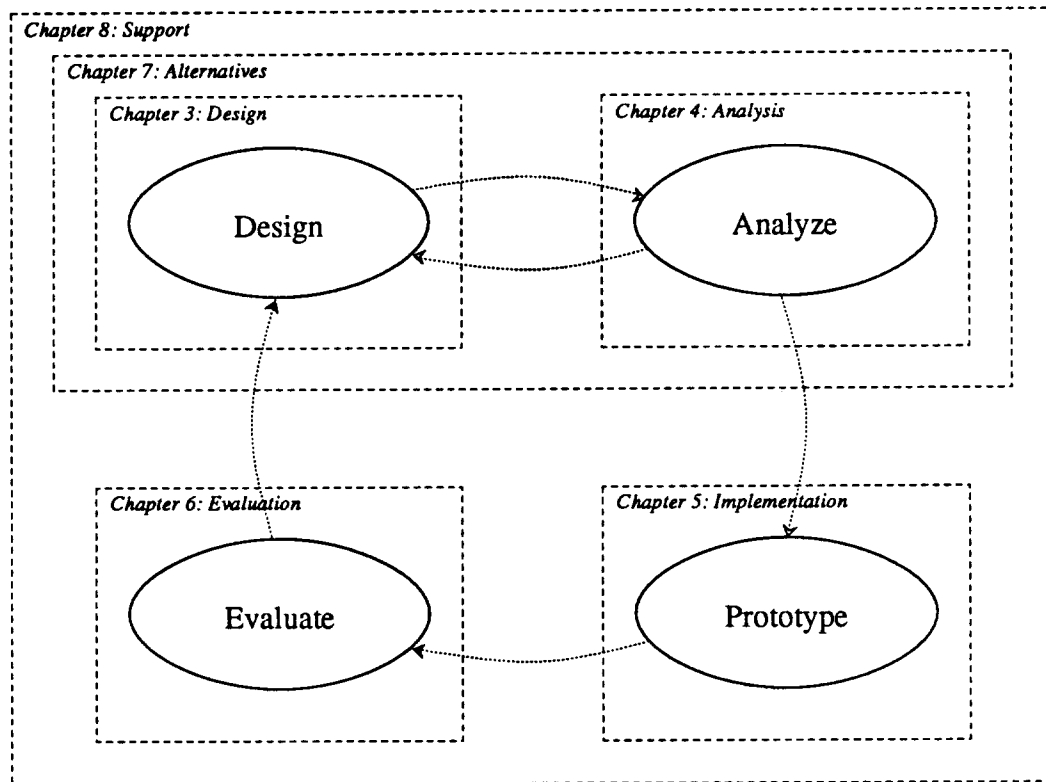 Chapter 8: Support
Chapter 7: Alternatives
Chapter 3: Design
Chapter 4: Analysis
Design
Analyze
Chapter 6: Evaluation
Chapter 5: Implementation
Evaluate
Prototype